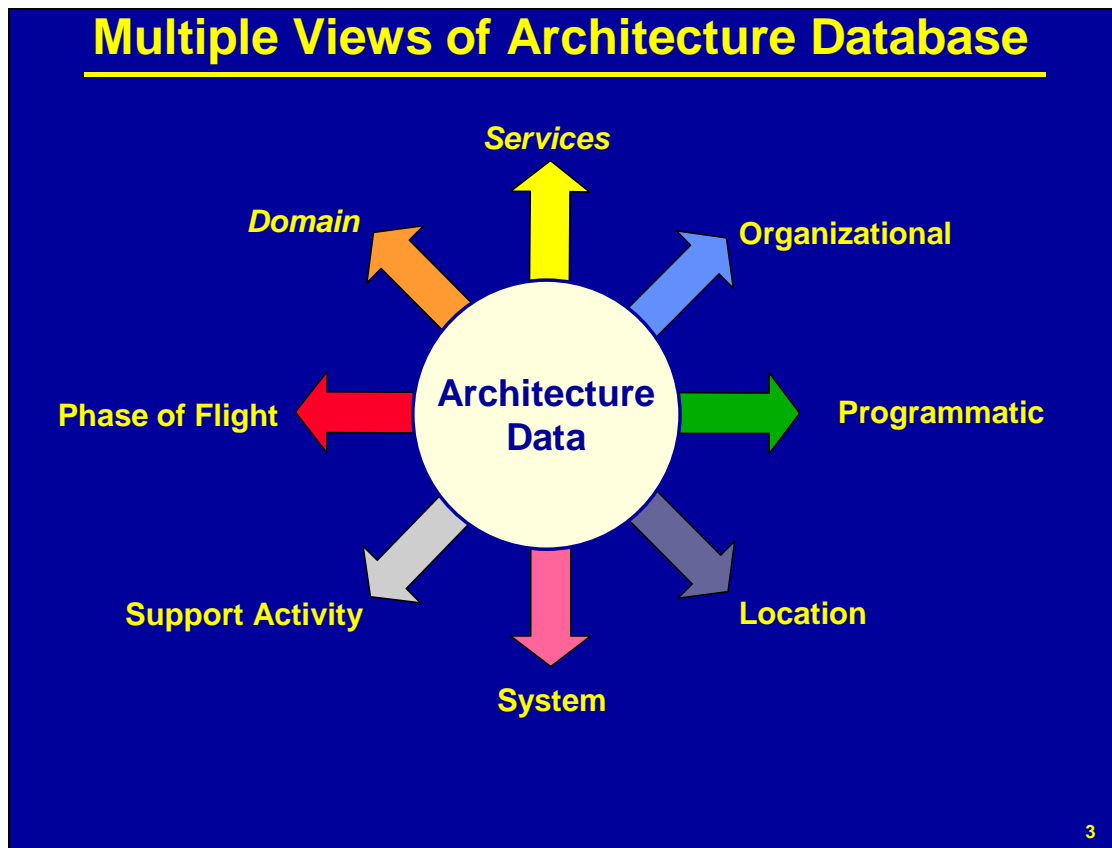 Multiple Views of Architecture Database
Services
Domain
Organizational
Architecture
Data
Phase of Flight
Programmatic
Support Activity
Location
System
3